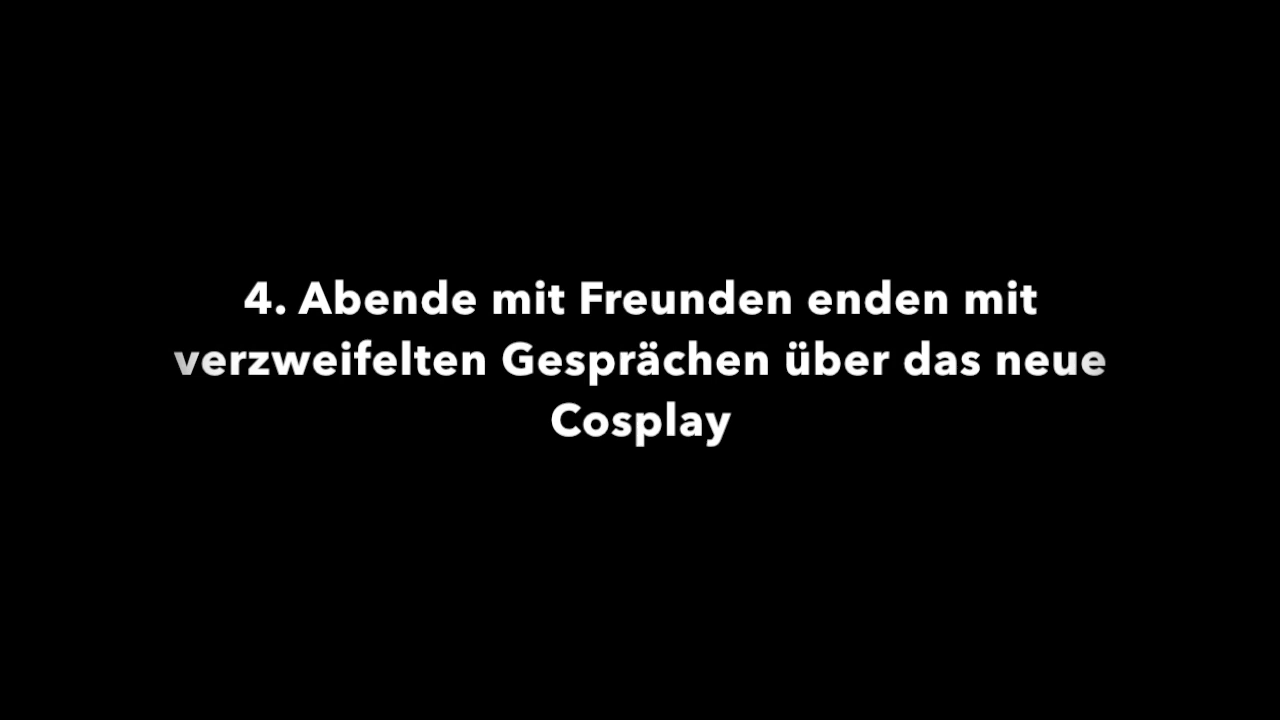 4. Abende mit Freunden enden mit
verzweifelten Gesprächen über das neue
Cosplay